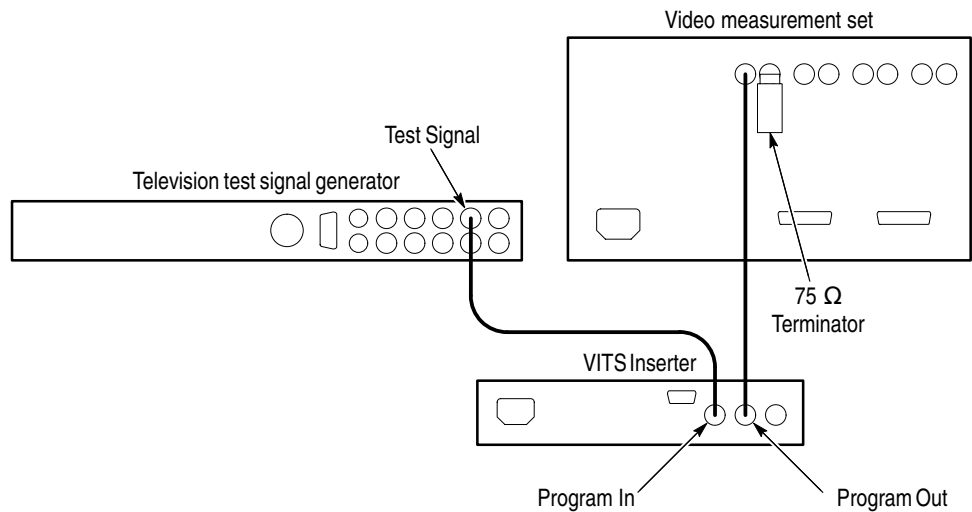 Video measurement set
Test Signal
Television test signal generator
75 Ω
Terminator
VITS Inserter
Program In
Program Out